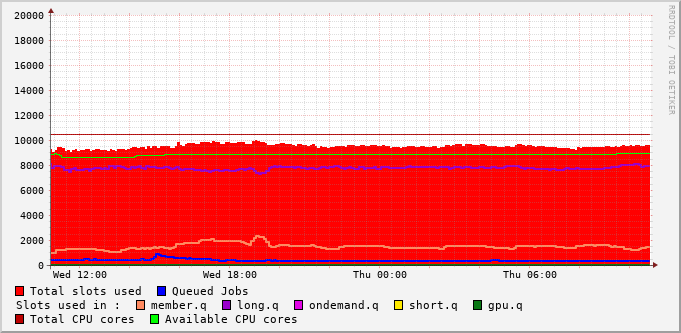 20000
18000
16000
14000
12000
10000
8000
6000
4000
2000
0
Wed 12:00 Wed 18:00 Thu 00:00 Thu 06:00
RRDTOOL / TOBI OETIKER
Total slots used Queued Jobs
Slots used in : member.q long.q ondemand.q short.q gpu.q
Total CPU cores Available CPU cores